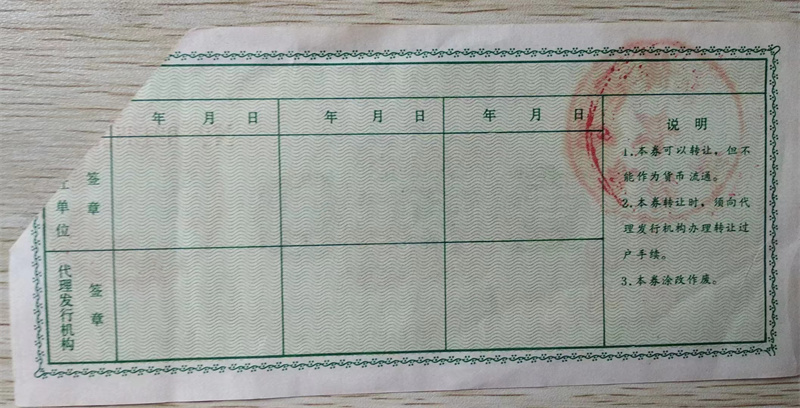 年 月 日 年 月 日 年 月 日
说明
1.本券可以转让，但不
能作为货币流通。
2.本券转让时，须向代
理发行机构办理转让过
户手续。
3.本券涂改作废。
单位
签章
代理发行机构
签章